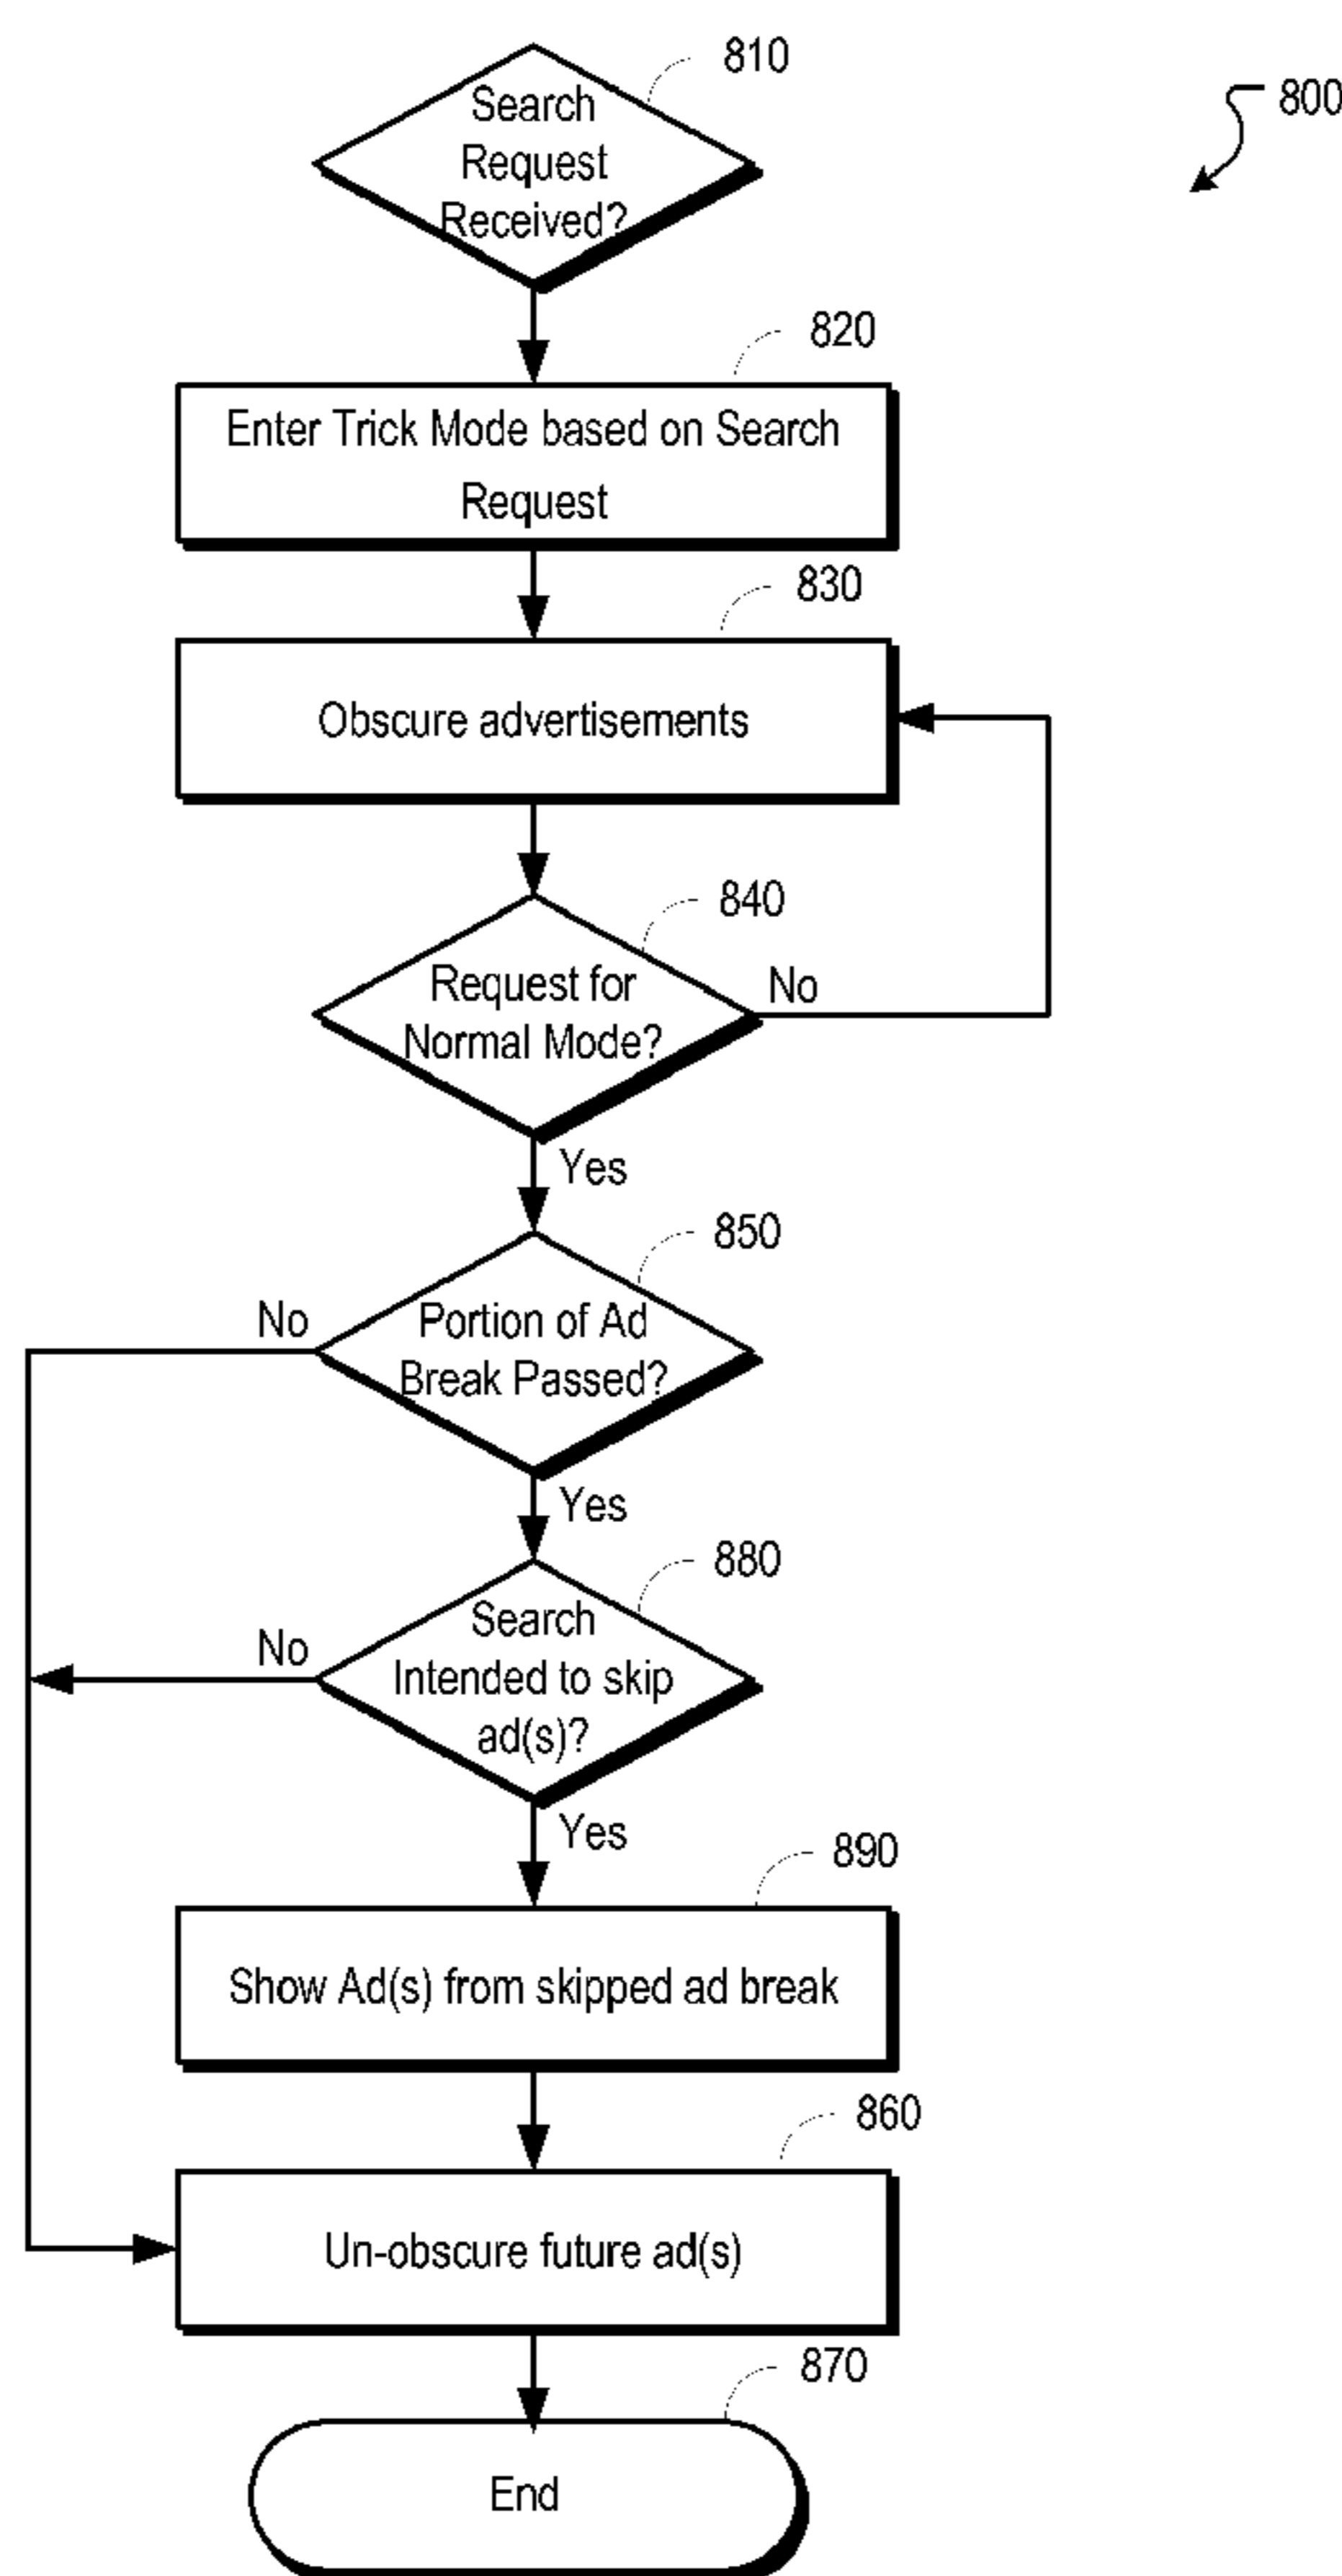 810
800
Search
Request
Received?
820
Enter Trick Mode based on Search
Request
830
Obscure advertisements
840
Request for
Normal Mode?
No
Yes
850
No
Portion of Ad
Break Passed?
Yes
880
No
Search
Intended to skip
ad(s)?
Yes
890
Show Ad(s) from skipped ad break
860
Un-obscure future ad(s)
870
End